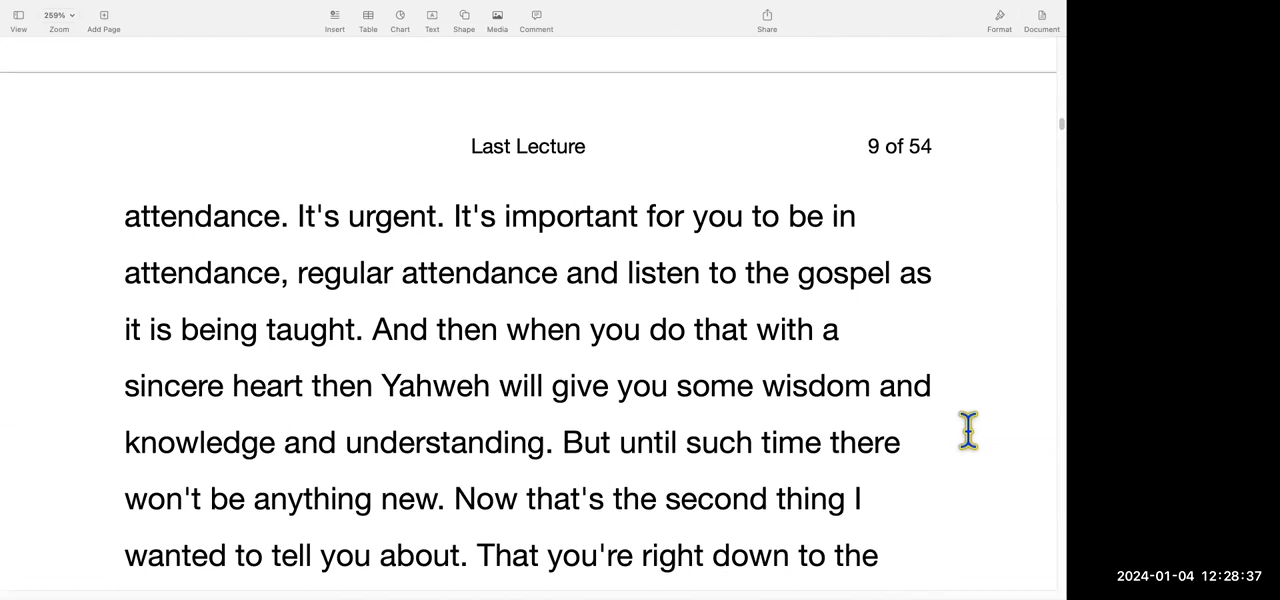 259%
View Zoom Add Page Insert Table Chart Text Shape Media Comment Share Format Document
Last Lecture 9 of 54
attendance. It's urgent. It's important for you to be in
attendance, regular attendance and listen to the gospel as
it is being taught. And then when you do that with a
sincere heart then Yahweh will give you some wisdom and
knowledge and understanding. But until such time there
won't be anything new. Now that's the second thing I
wanted to tell you about. That you're right down to the
2024-01-04 12:28:37